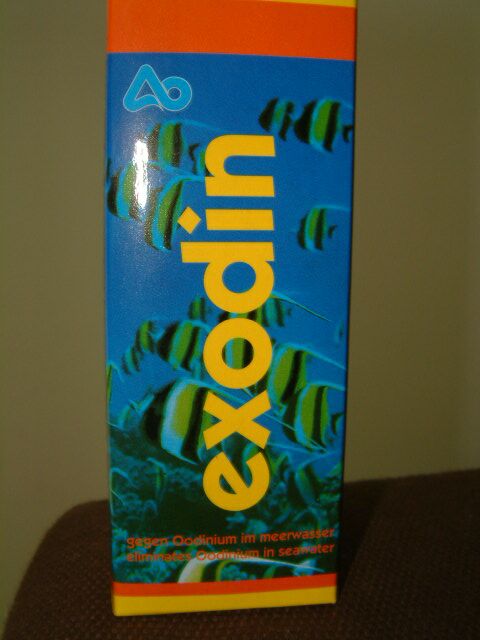 exodin
gegen Oodinium im meerwasser
eliminates Oodinium in seawater